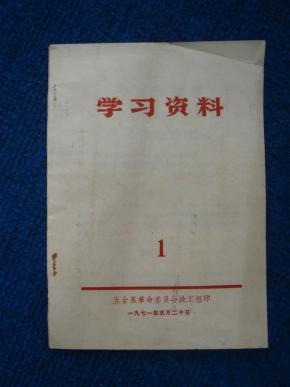 学习资料
1
五台县革命委员会政工组印
一九七一年五月二十日